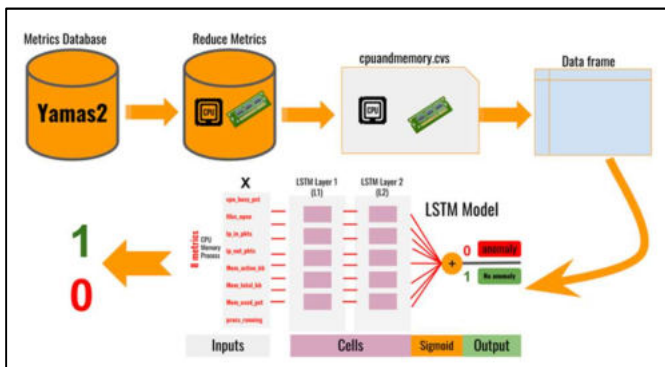 Metrics Database
Reduce Metrics
cpuandmemory.cvs
Data frame
Yamas2
CPU
CPU
X
LSTM Layer 1
(L1)
LSTM Layer 2
(L2)
LSTM Model
8 metrics
CPU
Memory
Process
cpu_busy_pct
files_open
ip_in_pkts
ip_out_pkts
Mem_active_kb
Mem_total_kb
Mem_used_pct
procs_running
1
0
+
0
anomaly
1
No anomaly
Inputs
Cells
Sigmoid
Output